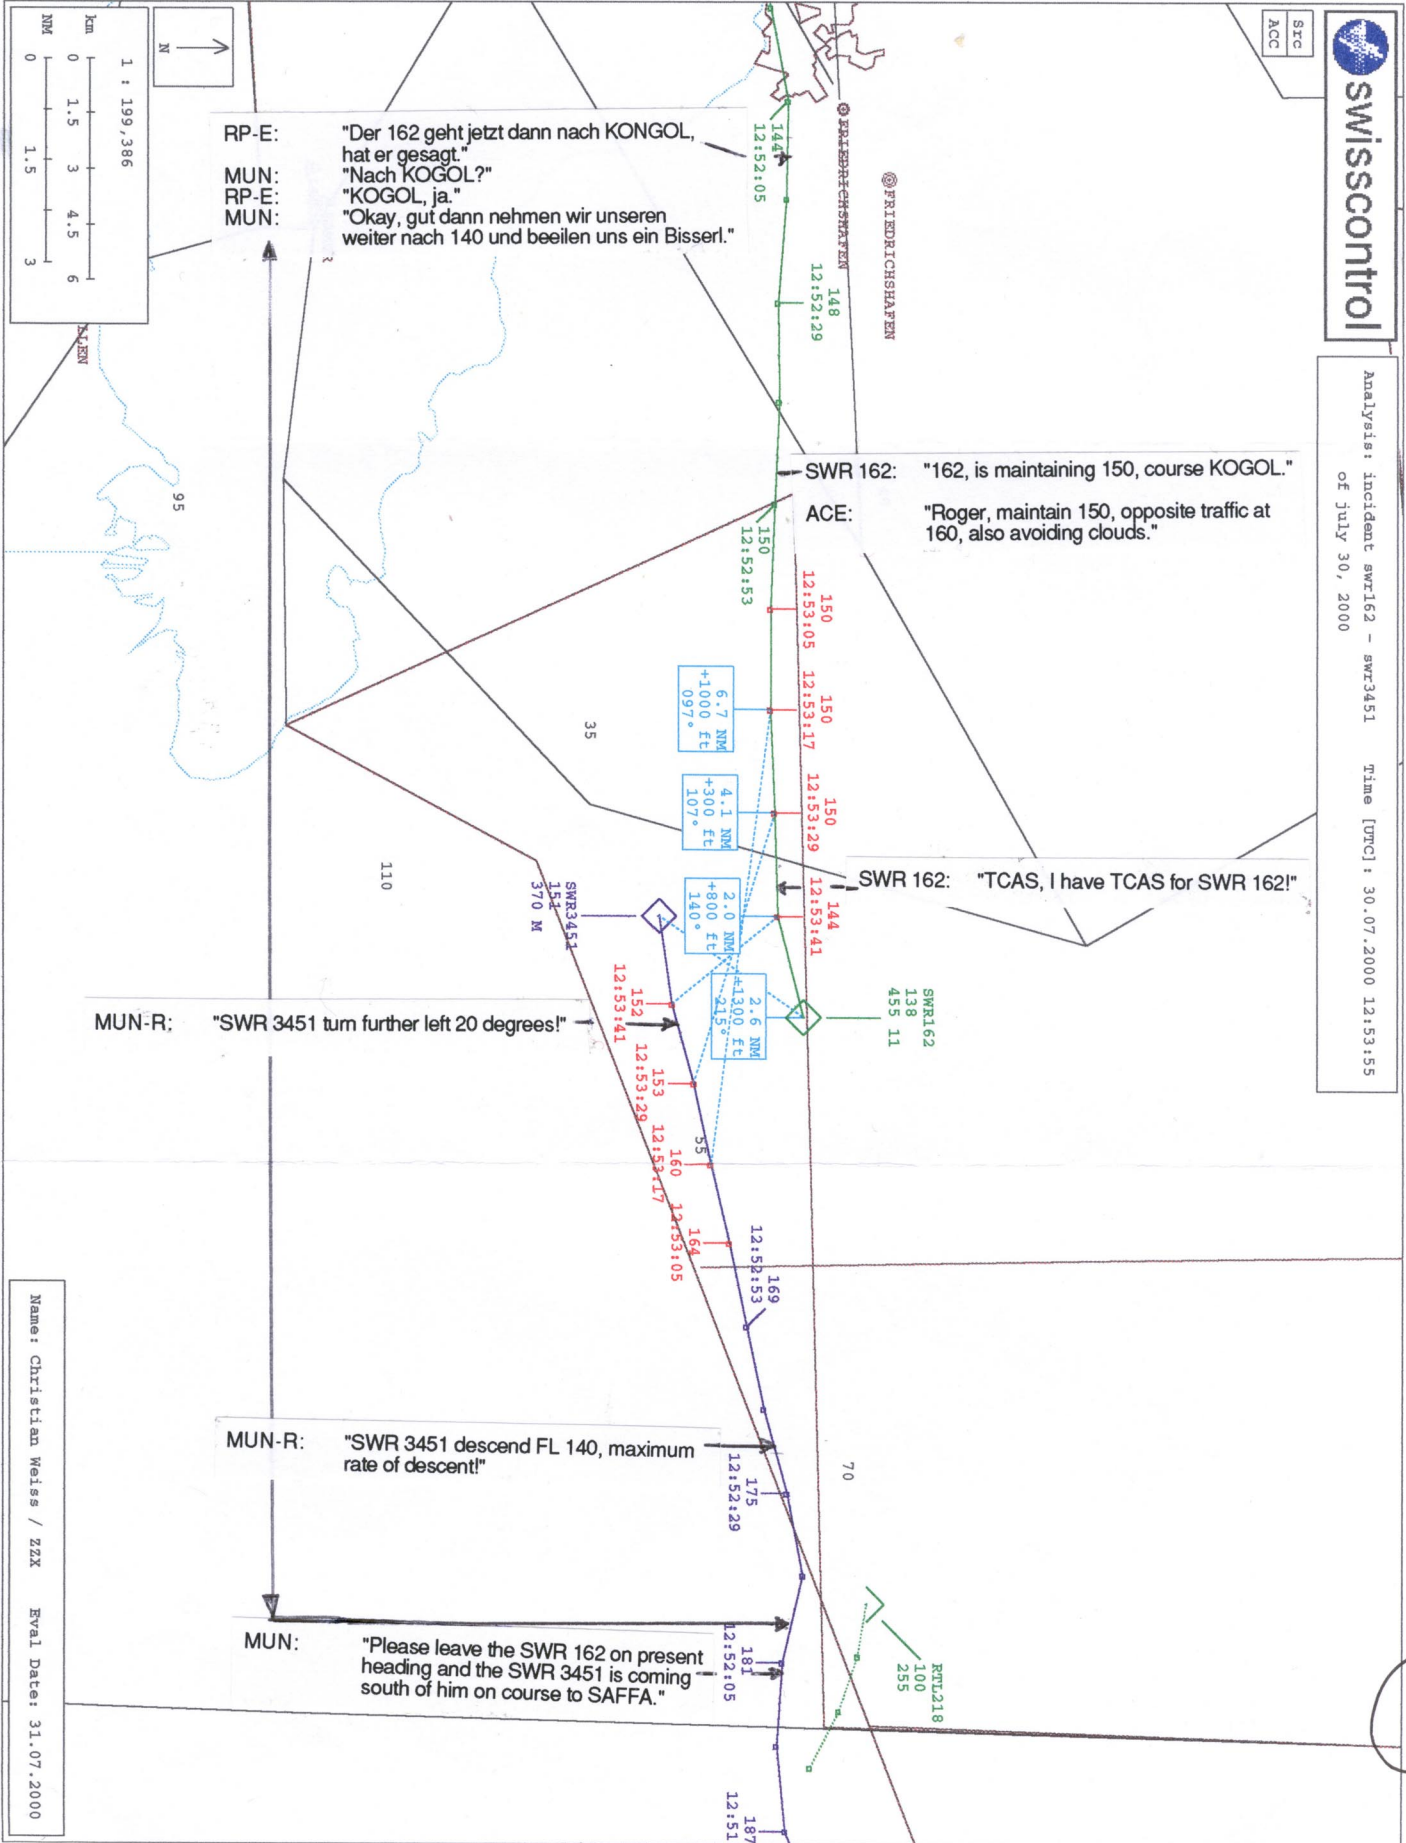 swisscontrol
Src
ACC
Analysis: incident swr162 - swr3451 Time [UTC]: 30.07.2000 12:53:55
of july 30, 2000
FRIEDRICHSHAFEN
FRIEDRICHSHAFEN
144
12:52:05
148
12:52:29
150
12:52:53
150
12:53:05
150
12:53:17
150
12:53:29
144
12:53:41
SWR162
138
455 11
RP-E: "Der 162 geht jetzt dann nach KONGOL,
hat er gesagt."
MUN: "Nach KOGOL?"
RP-E: "KOGOL, ja."
MUN: "Okay, gut dann nehmen wir unseren
weiter nach 140 und beeilen uns ein Bisserl."
SWR 162: "162, is maintaining 150, course KOGOL."
ACE: "Roger, maintain 150, opposite traffic at
160, also avoiding clouds."
SWR 162: "TCAS, I have TCAS for SWR 162!"
6.7 NM
+1000 ft
097°
4.1 NM
+300 ft
107°
2.0 NM
+800 ft
140°
2.6 NM
+1300 ft
215°
SWR3451
151
370 M
152
12:53:41
153
12:53:29
160
12:53:17
164
12:53:05
169
12:52:53
175
12:52:29
181
12:52:05
187
12:51
MUN-R: "SWR 3451 turn further left 20 degrees!"
MUN-R: "SWR 3451 descend FL 140, maximum
rate of descent!"
MUN: "Please leave the SWR 162 on present
heading and the SWR 3451 is coming
south of him on course to SAFFA."
RTL218
100
255
95
35
110
55
70
LLEN
N
1 : 199,386
km 0 1.5 3 4.5 6
NM 0 1.5 3
Name: Christian Weiss / ZZX Eval Date: 31.07.2000